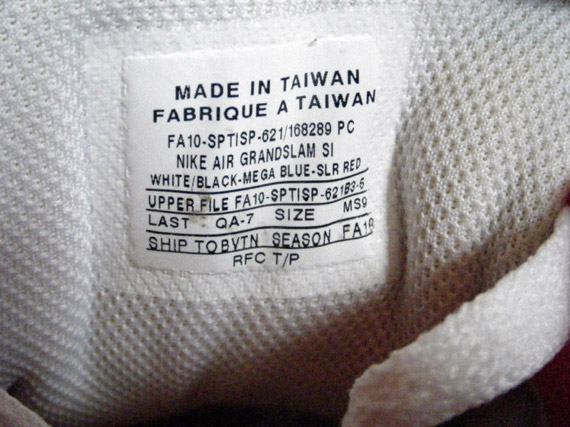 MADE IN TAIWAN
FABRIQUE A TAIWAN
FA10-SPTISP-621/168289 PC
NIKE AIR GRANDSLAM SI
WHITE/BLACK-MEGA BLUE-SLR RED
UPPER FILE FA10-SPTISP-621B3-6
LAST QA-7 SIZE MS9
SHIP TOBVTN SEASON FA10
RFC T/P